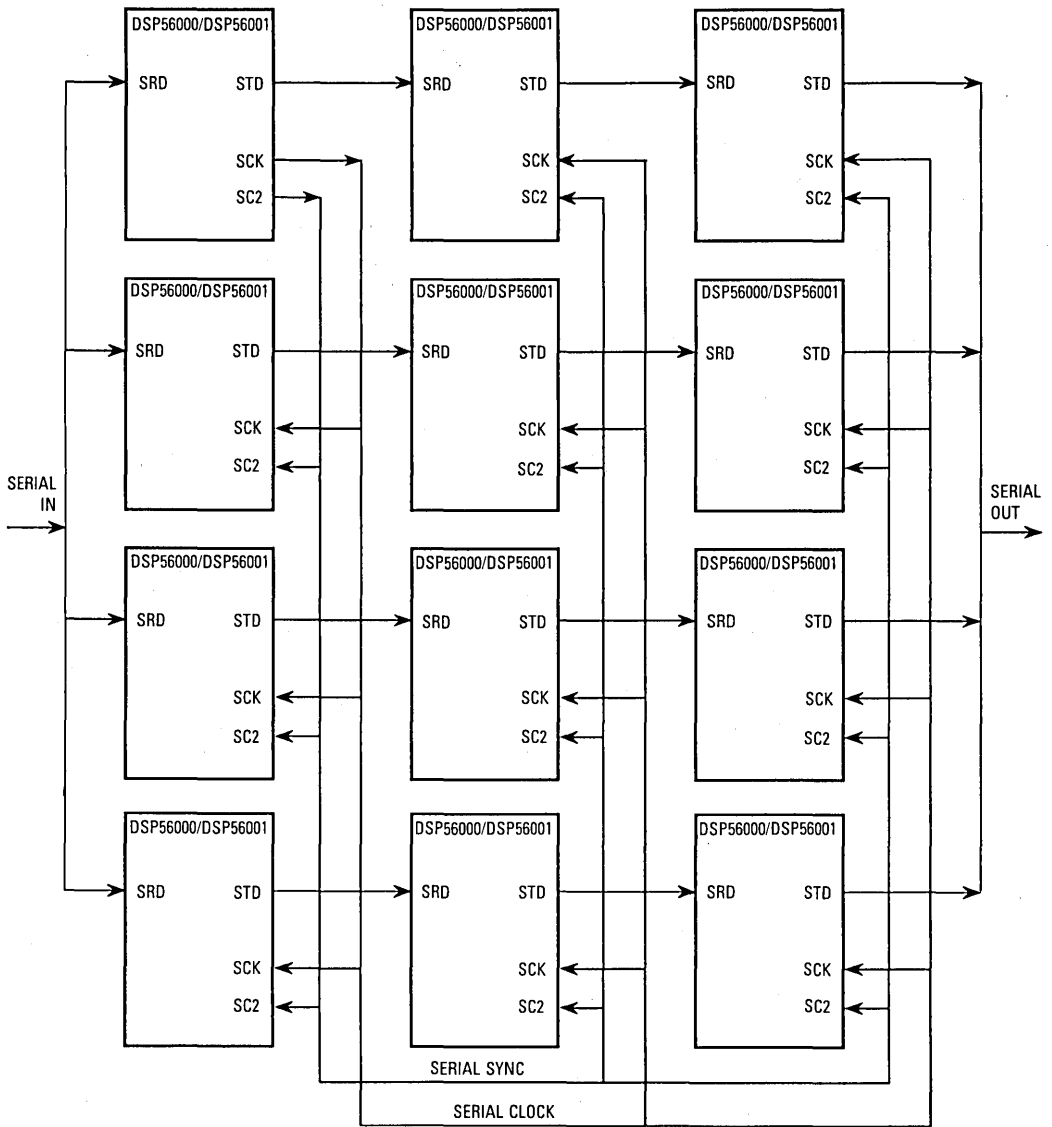 DSP56000/DSP56001 DSP56000/DSP56001 DSP56000/DSP56001
SRD STD SRD STD SRD STD
SCK SCK SCK
SC2 SC2 SC2
DSP56000/DSP56001 DSP56000/DSP56001 DSP56000/DSP56001
SRD STD SRD STD SRD STD
SCK SCK SCK
SC2 SC2 SC2
SERIAL
IN
SERIAL
OUT
DSP56000/DSP56001 DSP56000/DSP56001 DSP56000/DSP56001
SRD STD SRD STD SRD STD
SCK SCK SCK
SC2 SC2 SC2
DSP56000/DSP56001 DSP56000/DSP56001 DSP56000/DSP56001
SRD STD SRD STD SRD STD
SCK SCK SCK
SC2 SC2 SC2
SERIAL SYNC
SERIAL CLOCK